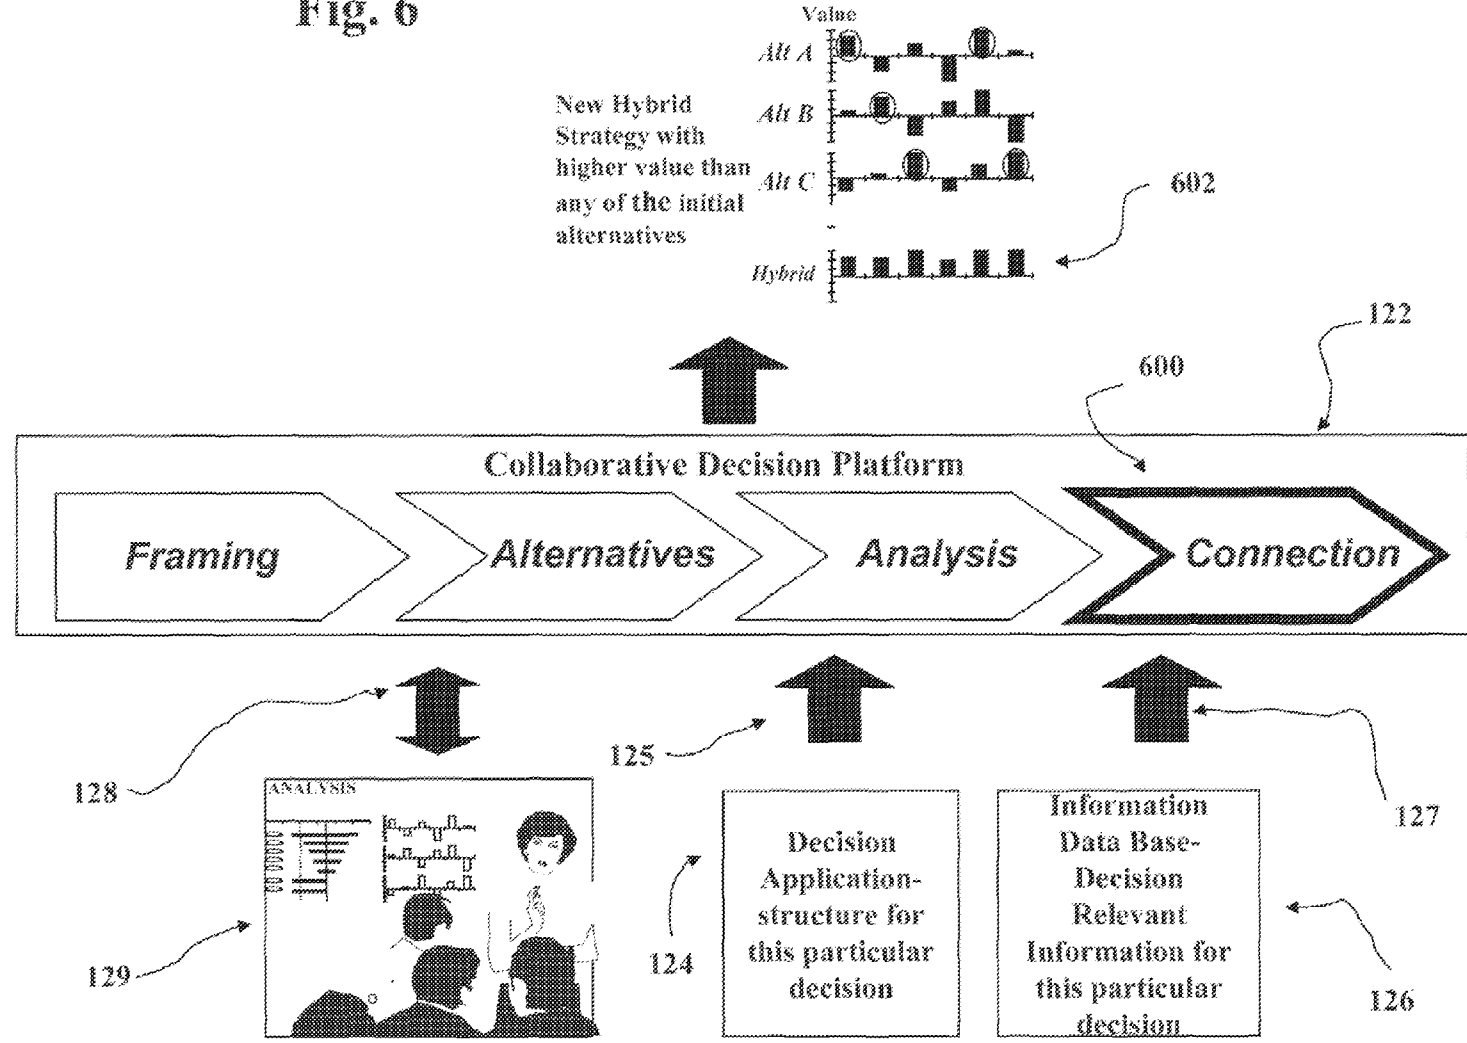 Fig. 6
Value
Alt A
New Hybrid
Strategy with
higher value than
any of the initial
alternatives
Alt B
Alt C
Hybrid
602
122
600
Collaborative Decision Platform
Framing
Alternatives
Analysis
Connection
128
125
127
ANALYSIS
129
124
Decision
Application-
structure for
this particular
decision
Information
Data Base-
Decision
Relevant
Information for
this particular
decision
126